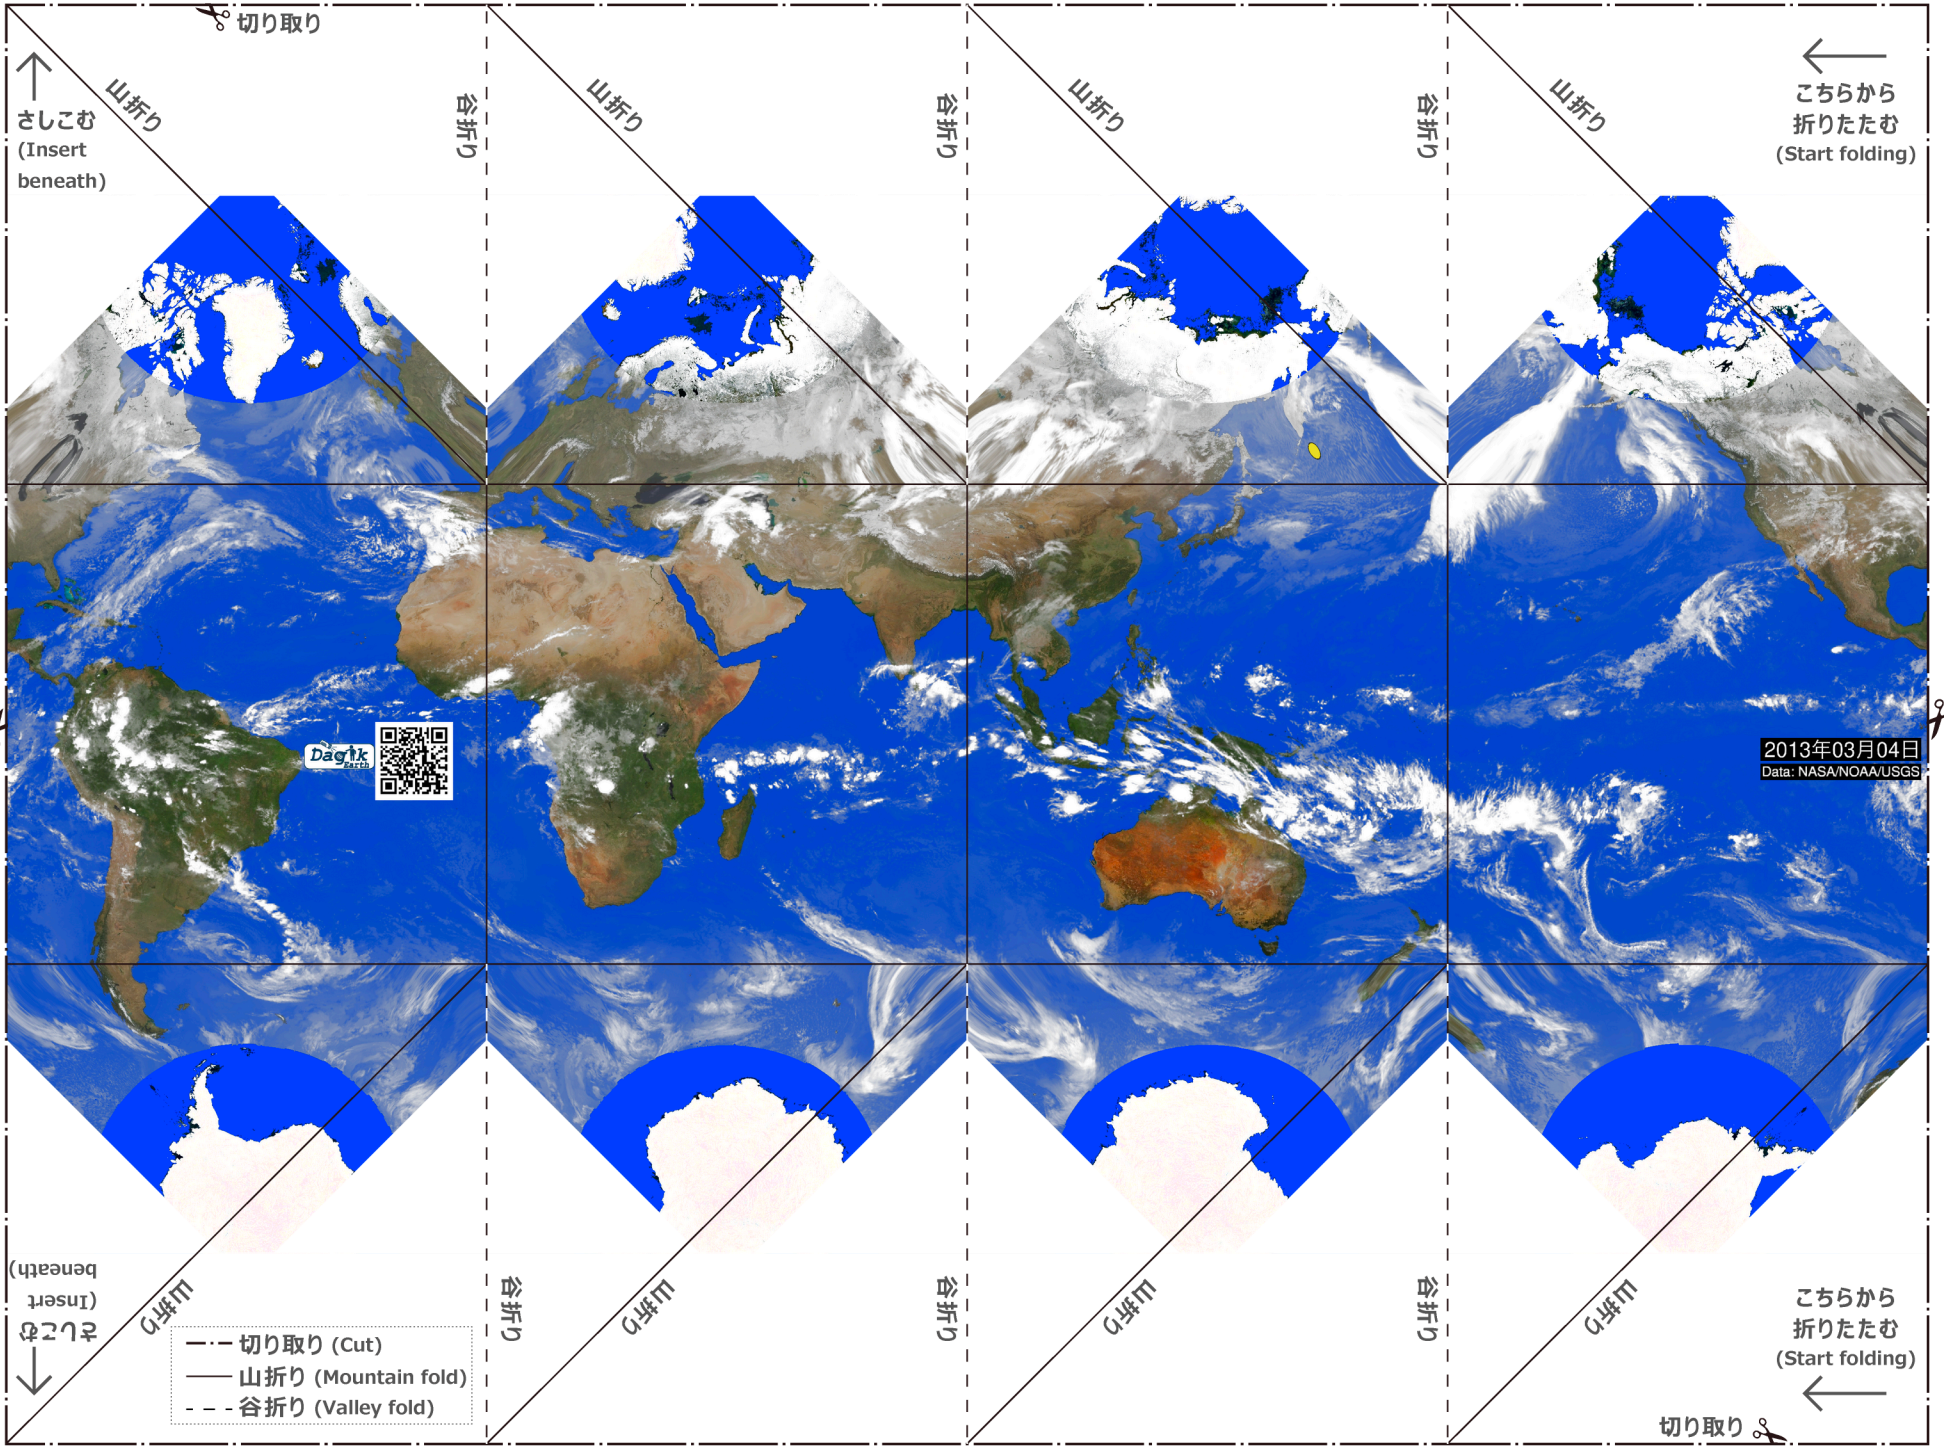 切り取り
山折り
谷折り
山折り
谷折り
山折り
谷折り
山折り
さしこむ
(Insert
beneath)
こちらから
折りたたむ
(Start folding)
Dagik
Earth
2013年03月04日
Data: NASA/NOAA/USGS
さしこむ
(Insert
beneath)
山折り
谷折り
山折り
谷折り
山折り
谷折り
山折り
切り取り (Cut)
山折り (Mountain fold)
谷折り (Valley fold)
こちらから
折りたたむ
(Start folding)
切り取り